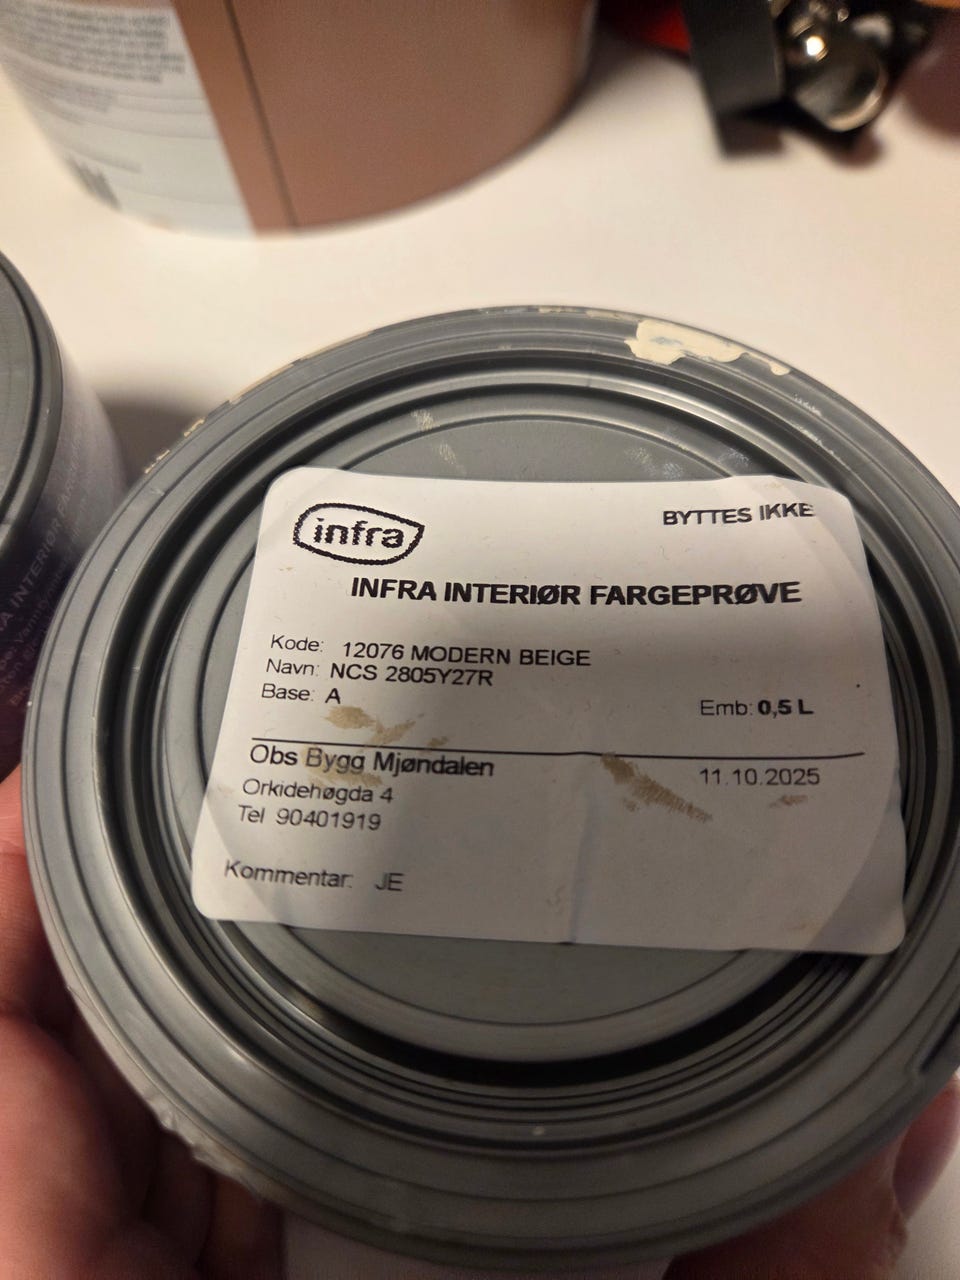 infra
BYTTES IKKE
INFRA INTERIØR FARGEPRØVE
Kode: 12076 MODERN BEIGE
Navn: NCS 2805Y27R
Base: A
Emb: 0,5 L
Obs Bygg Mjøndalen
11.10.2025
Orkidehøgda 4
Tel 90401919
Kommentar: JE